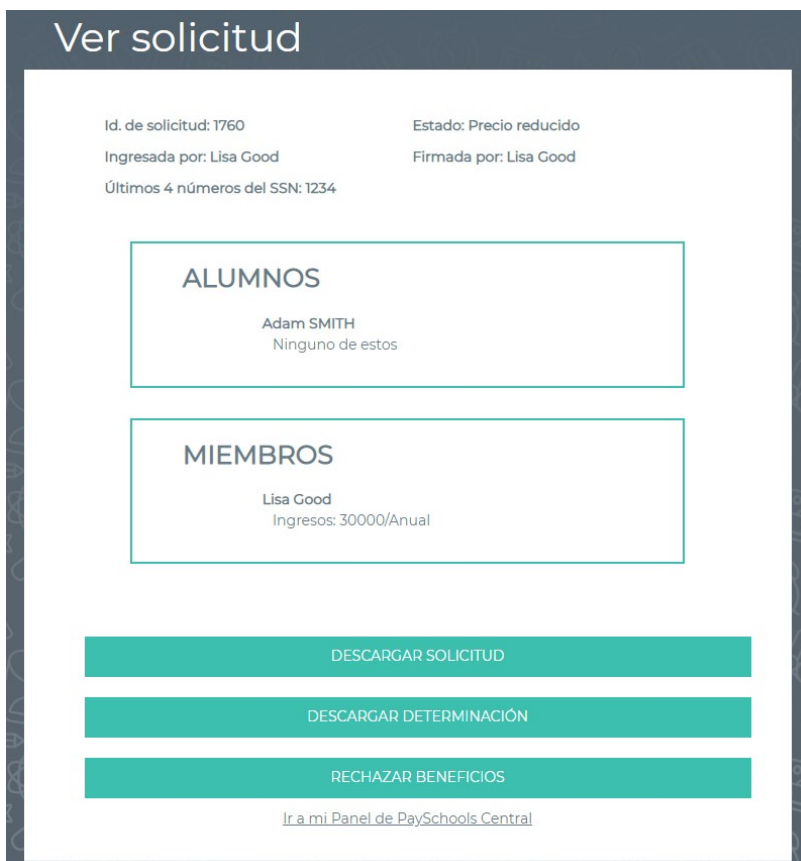 Ver solicitud
Id. de solicitud: 1760
Estado: Precio reducido
Ingresada por: Lisa Good
Firmada por: Lisa Good
Últimos 4 números del SSN: 1234
ALUMNOS
Adam SMITH
Ninguno de estos
MIEMBROS
Lisa Good
Ingresos: 30000/Anual
DESCARGAR SOLICITUD
DESCARGAR DETERMINACIÓN
RECHAZAR BENEFICIOS
Ir a mi Panel de PaySchools Central